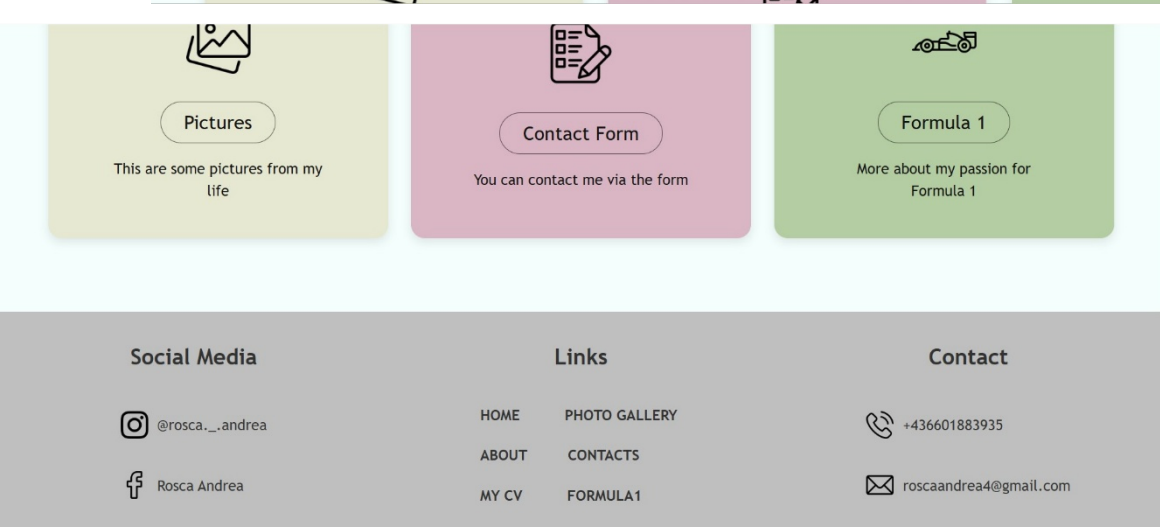 Pictures
This are some pictures from my
life
Contact Form
You can contact me via the form
Formula 1
More about my passion for
Formula 1
Social Media
@rosca._.andrea
Rosca Andrea
Links
HOME PHOTO GALLERY
ABOUT CONTACTS
MY CV FORMULA1
Contact
+436601883935
roscaandrea4@gmail.com